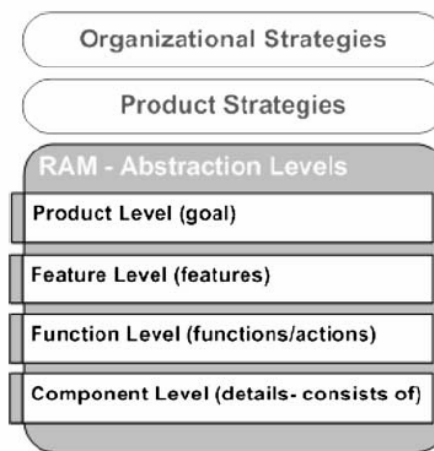 Organizational Strategies
Product Strategies
RAM - Abstraction Levels
Product Level (goal)
Feature Level (features)
Function Level (functions/actions)
Component Level (details- consists of)